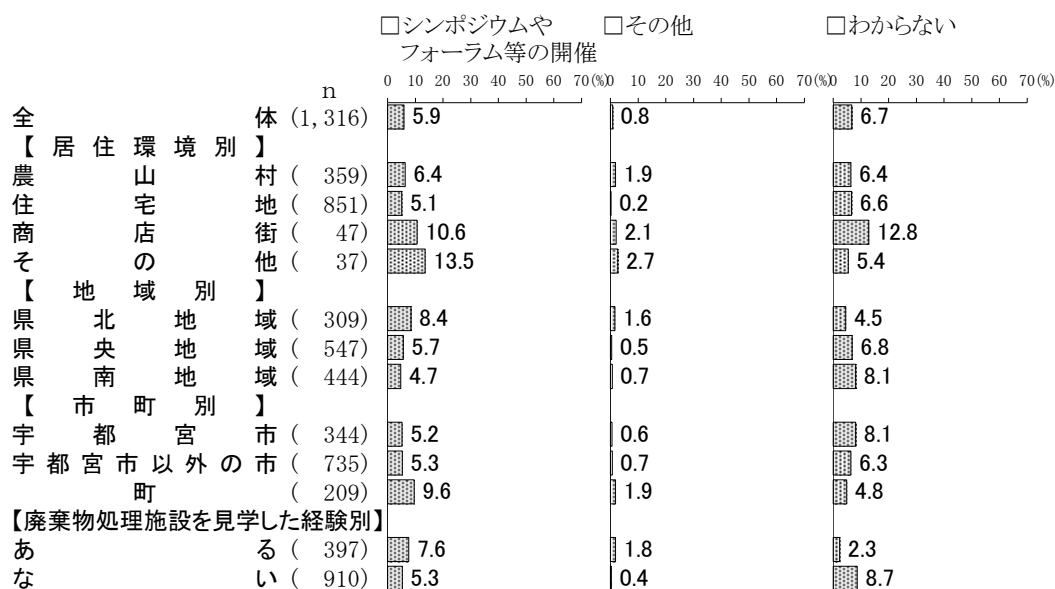 □シンポジウムや □その他 □わからない
フォーラム等の開催
n 0 10 20 30 40 50 60 70(%) 0 10 20 30 40 50 60 70(%) 0 10 20 30 40 50 60 70(%)
全体 (1,316) 5.9 0.8 6.7
【居住環境別】
農山村 ( 359) 6.4 1.9 6.4
住宅地 ( 851) 5.1 0.2 6.6
商店街 ( 47) 10.6 2.1 12.8
その他 ( 37) 13.5 2.7 5.4
【地域別】
県北地域 ( 309) 8.4 1.6 4.5
県央地域 ( 547) 5.7 0.5 6.8
県南地域 ( 444) 4.7 0.7 8.1
【市町別】
宇都宮市 ( 344) 5.2 0.6 8.1
宇都宮市以外の市 ( 735) 5.3 0.7 6.3
町 ( 209) 9.6 1.9 4.8
【廃棄物処理施設を見学した経験別】
ある ( 397) 7.6 1.8 2.3
ない ( 910) 5.3 0.4 8.7